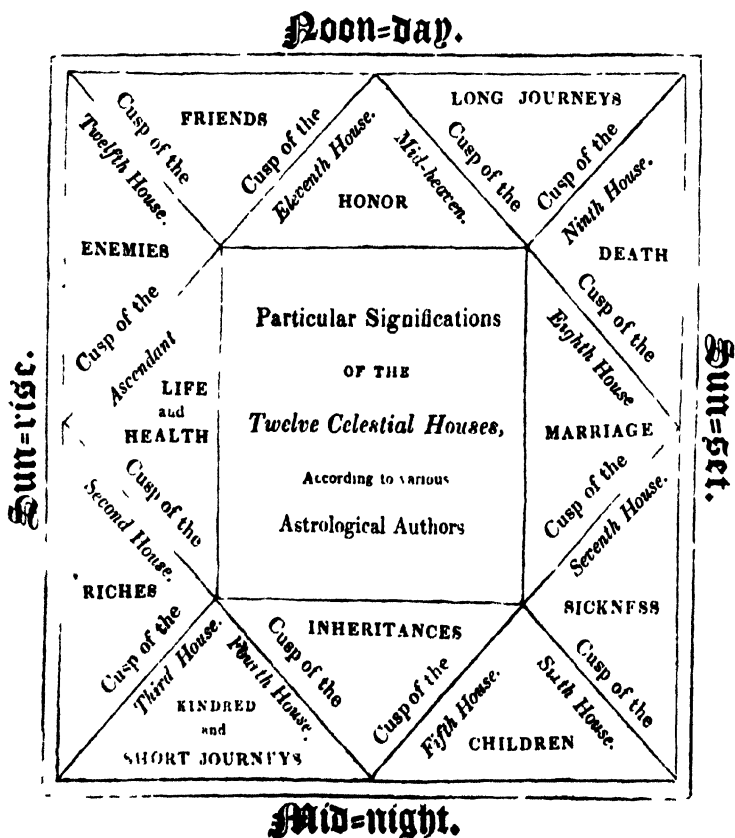 Noon=day.
FRIENDS
Cusp of the
Twelfth House.
Cusp of the
Eleventh House.
LONG JOURNEYS
Cusp of the
Mid-heaven.
Cusp of the
Ninth House.
HONOR
ENEMIES
DEATH
Cusp of the
Ascendant
Cusp of the
Eighth House
Particular Significations
OF THE
Twelve Celestial Houses,
According to various
Astrological Authors
Sun=rise.
Sun=set.
LIFE
and
HEALTH
MARRIAGE
Cusp of the
Second House.
Cusp of the
Seventh House.
RICHES
SICKNESS
Cusp of the
Third House.
Cusp of the
Fourth House.
INHERITANCES
Cusp of the
Fifth House.
Cusp of the
Sixth House.
KINDRED
and
SHORT JOURNEYS
CHILDREN
Mid=night.